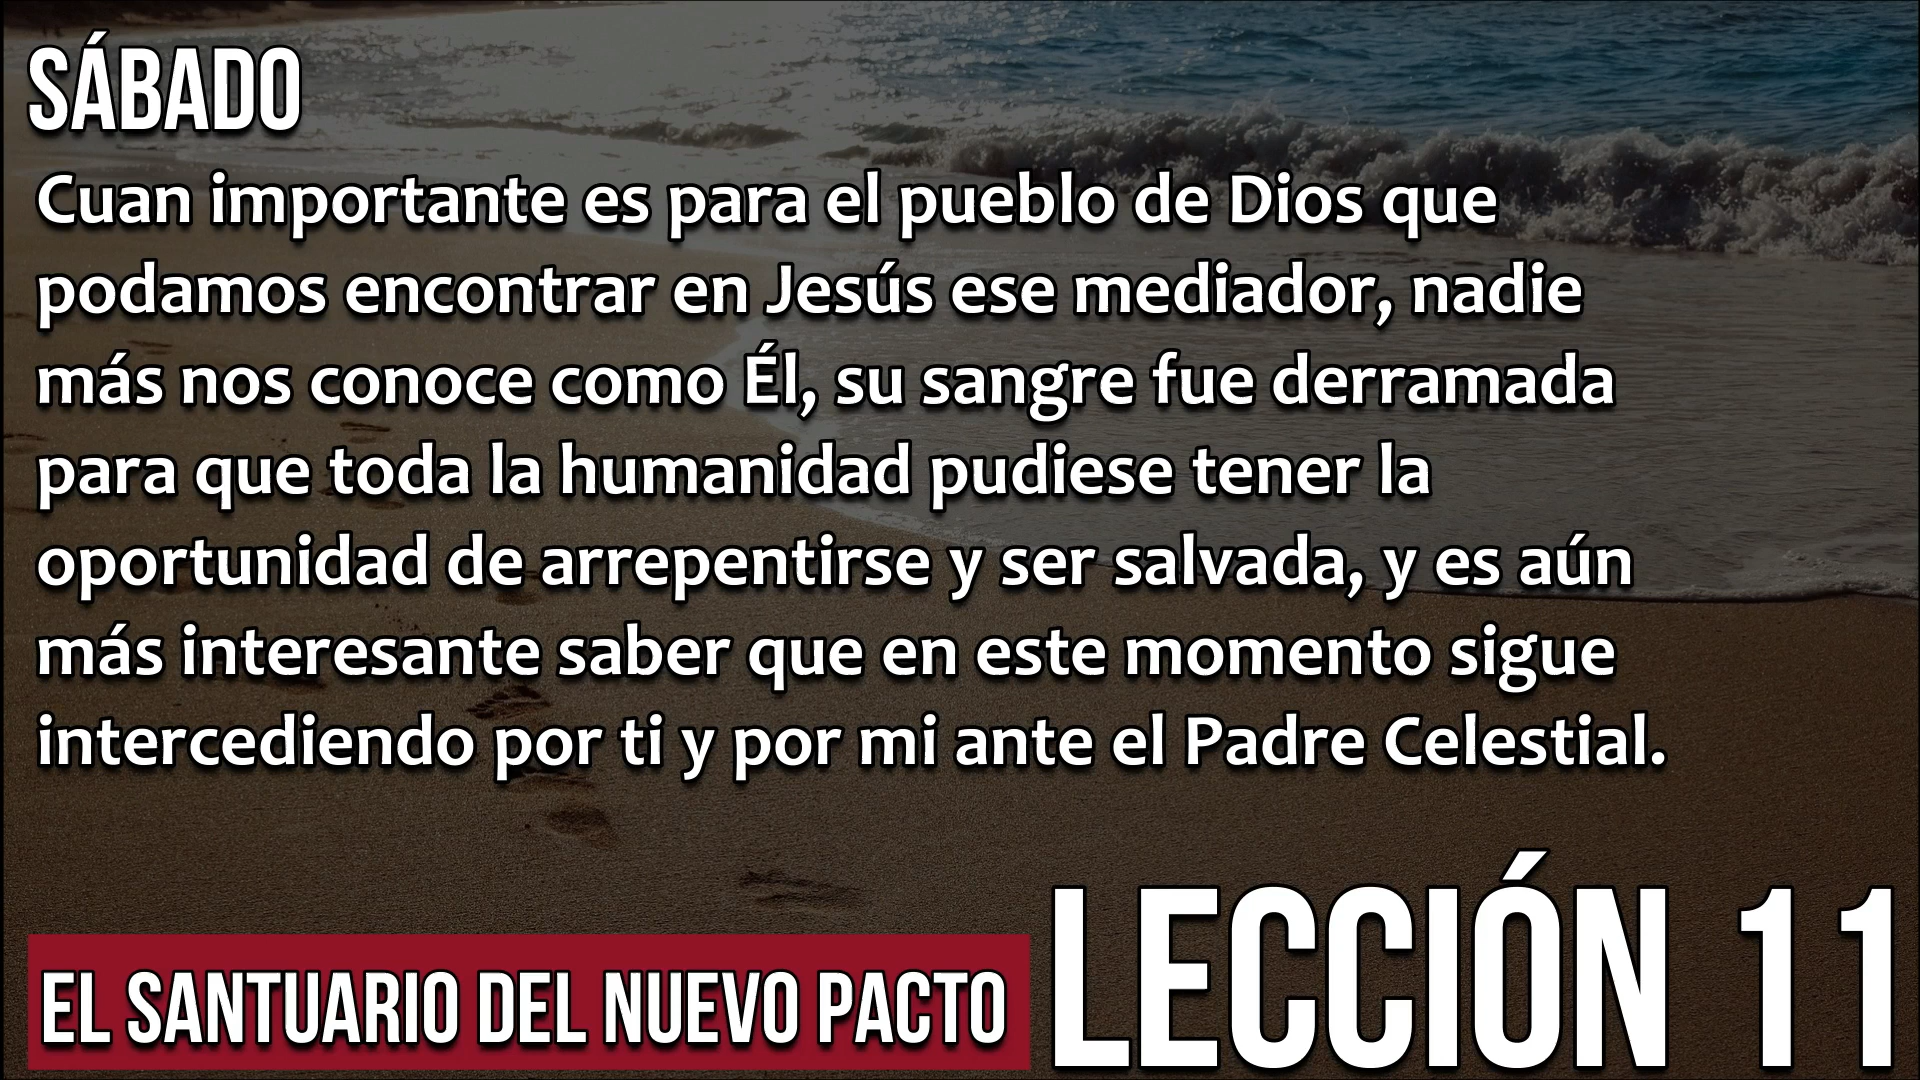 SÁBADO
Cuan importante es para el pueblo de Dios que
podamos encontrar en Jesús ese mediador, nadie
más nos conoce como Él, su sangre fue derramada
para que toda la humanidad pudiese tener la
oportunidad de arrepentirse y ser salvada, y es aún
más interesante saber que en este momento sigue
intercediendo por ti y por mi ante el Padre Celestial.
EL SANTUARIO DEL NUEVO PACTO
LECCIÓN 11